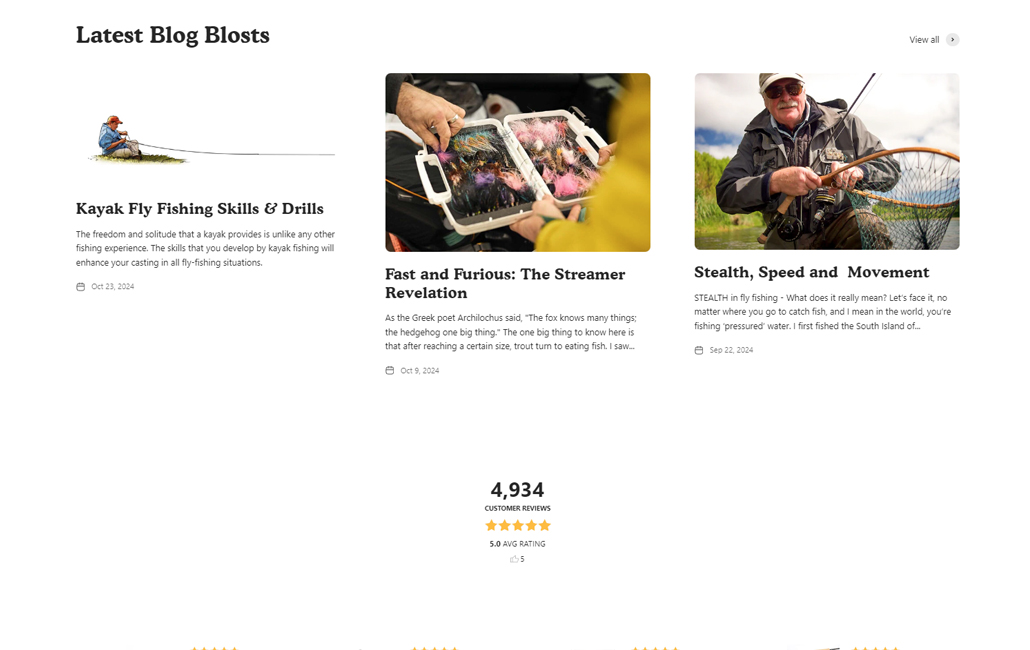 Latest Blog Blosts
View all
Kayak Fly Fishing Skills & Drills
The freedom and solitude that a kayak provides is unlike any other
fishing experience. The skills that you develop by kayak fishing will
enhance your casting in all fly-fishing situations.
Oct 23, 2024
Fast and Furious: The Streamer
Revelation
As the Greek poet Archilochus said, "The fox knows many things;
the hedgehog one big thing." The one big thing to know here is
that after reaching a certain size, trout turn to eating fish. I saw...
Oct 9, 2024
Stealth, Speed and  Movement
STEALTH in fly fishing - What does it really mean? Let's face it, no
matter where you go to catch fish, and I mean in the world, you're
fishing 'pressured' water. I first fished the South Island of...
Sep 22, 2024
4,934
CUSTOMER REVIEWS
5.0 AVG RATING
5